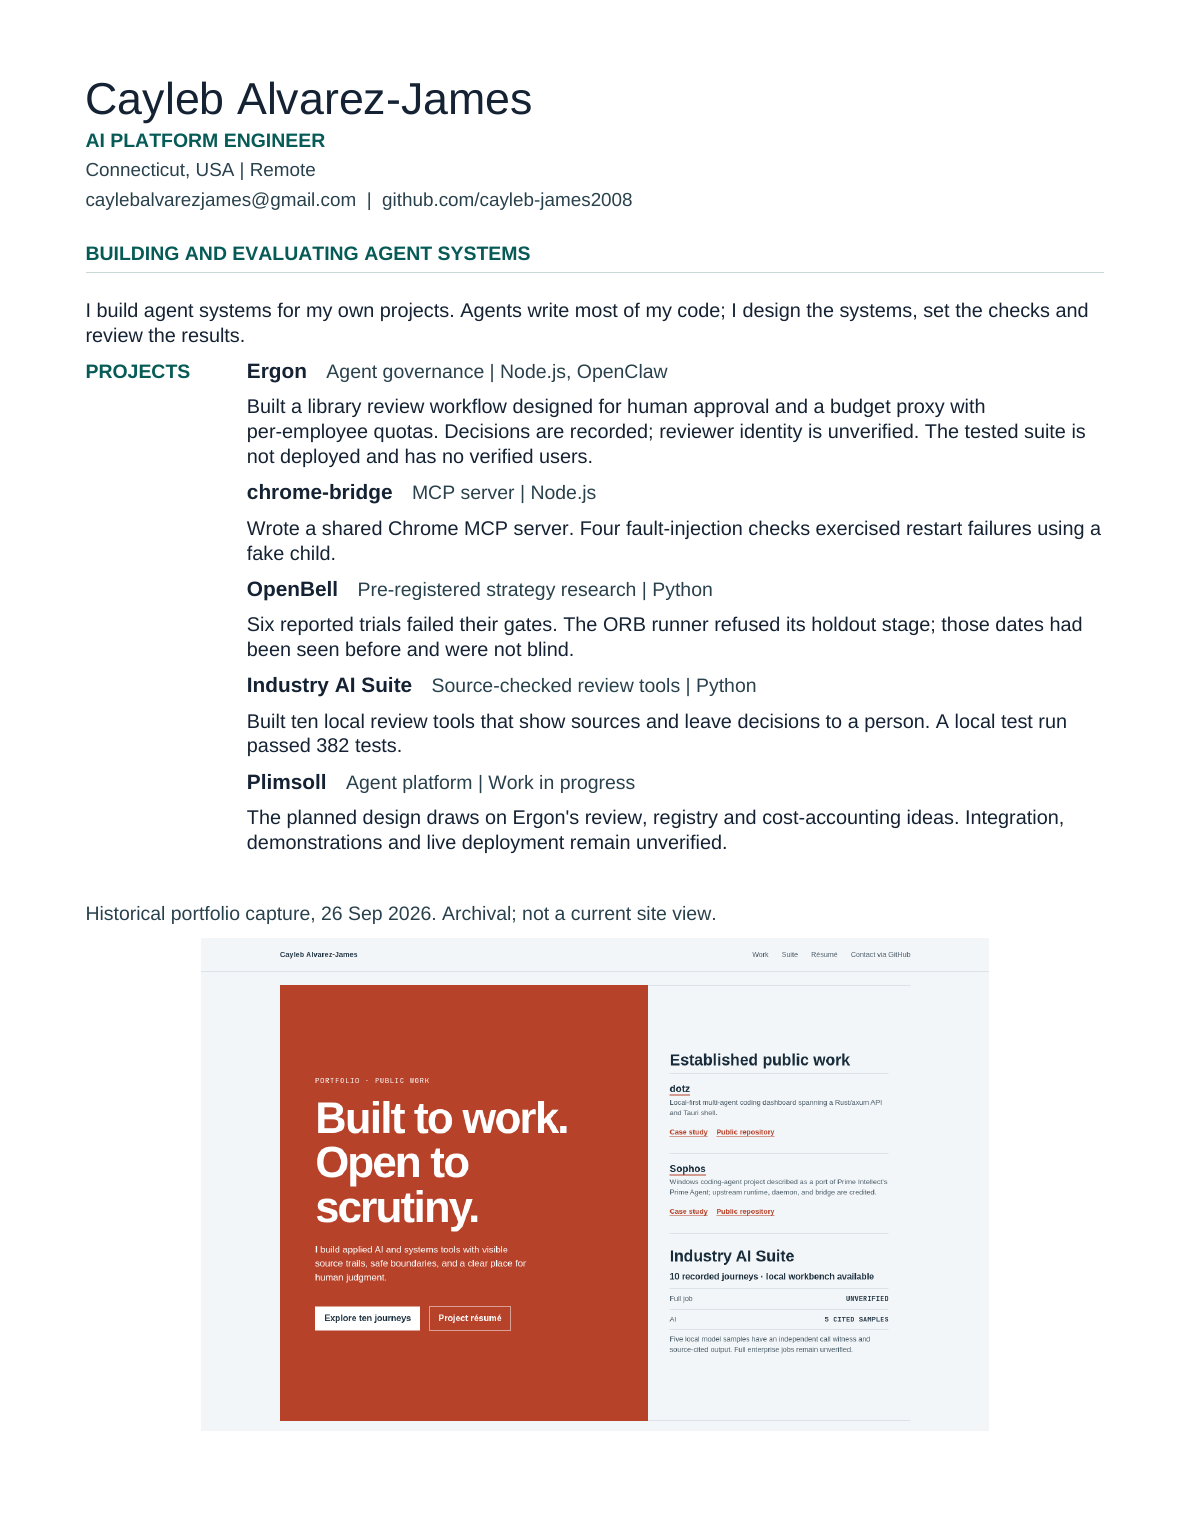 Cayleb Alvarez-James
AI PLATFORM ENGINEER
Connecticut, USA | Remote
caylebalvarezjames@gmail.com | github.com/cayleb-james2008
BUILDING AND EVALUATING AGENT SYSTEMS
I build agent systems for my own projects. Agents write most of my code; I design the systems, set the checks and
review the results.
PROJECTS
Ergon Agent governance | Node.js, OpenClaw
Built a library review workflow designed for human approval and a budget proxy with
per-employee quotas. Decisions are recorded; reviewer identity is unverified. The tested suite is
not deployed and has no verified users.
chrome-bridge MCP server | Node.js
Wrote a shared Chrome MCP server. Four fault-injection checks exercised restart failures using a
fake child.
OpenBell Pre-registered strategy research | Python
Six reported trials failed their gates. The ORB runner refused its holdout stage; those dates had
been seen before and were not blind.
Industry AI Suite Source-checked review tools | Python
Built ten local review tools that show sources and leave decisions to a person. A local test run
passed 382 tests.
Plimsoll Agent platform | Work in progress
The planned design draws on Ergon's review, registry and cost-accounting ideas. Integration,
demonstrations and live deployment remain unverified.
Historical portfolio capture, 26 Sep 2026. Archival; not a current site view.
Cayleb Alvarez-James
Work Suite Résumé Contact via GitHub
PORTFOLIO · PUBLIC WORK
Built to work.
Open to
scrutiny.
I build applied AI and systems tools with visible
source trails, safe boundaries, and a clear place for
human judgment.
Explore ten journeys Project résumé
Established public work
dotz
Local-first multi-agent coding dashboard spanning a Rust/axum API
and Tauri shell.
Case study Public repository
Sophos
Windows coding-agent project described as a port of Prime Intellect's
Prime Agent; upstream runtime, daemon, and bridge are credited.
Case study Public repository
Industry AI Suite
10 recorded journeys · local workbench available
Full job UNVERIFIED
AI 5 CITED SAMPLES
Five local model samples have an independent call witness and
source-cited output. Full enterprise jobs remain unverified.